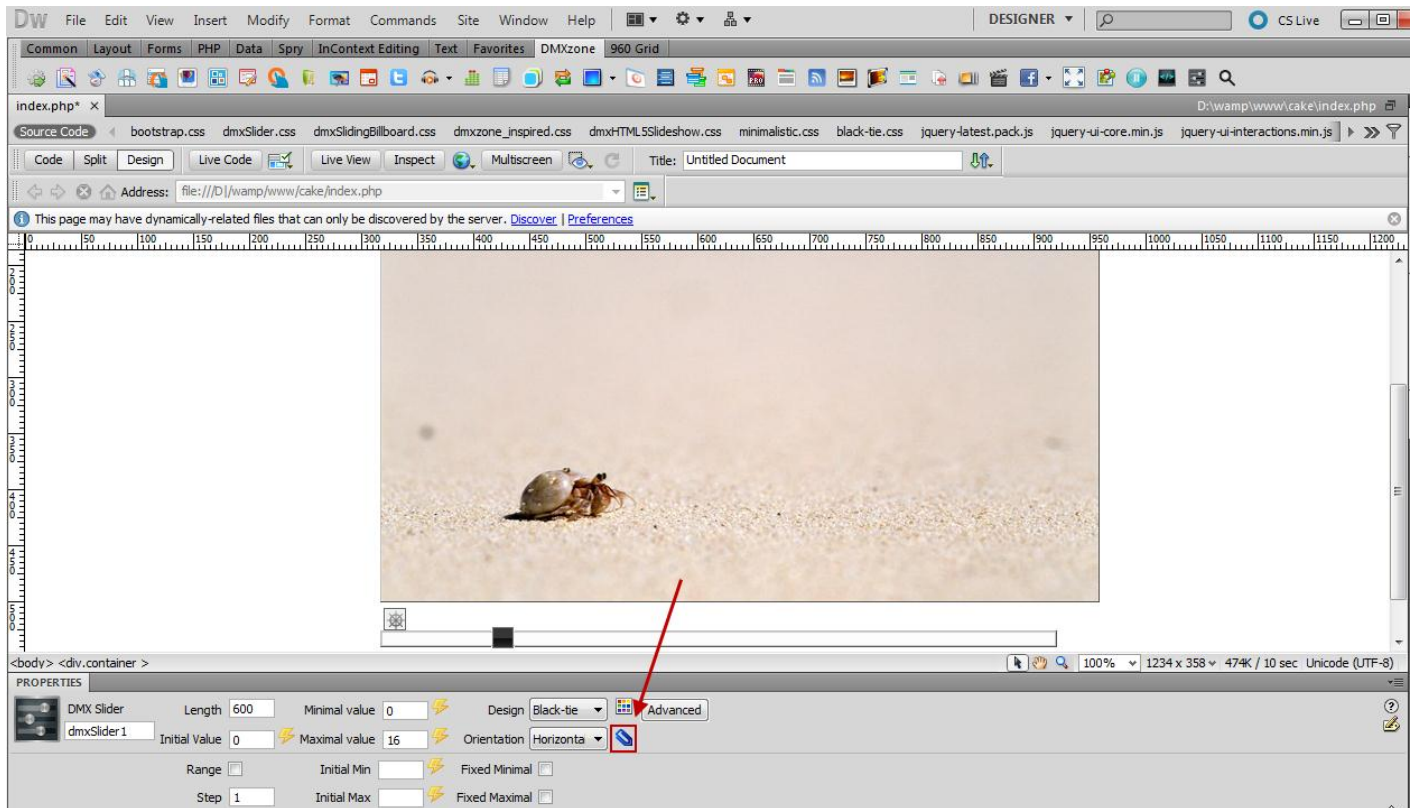 DW File Edit View Insert Modify Format Commands Site Window Help DESIGNER CS Live
Common Layout Forms PHP Data Spry InContext Editing Text Favorites DMXzone 960 Grid
index.php* × D:\wamp\www\cake\index.php
Source Code bootstrap.css dmxSlider.css dmxSlidingBillboard.css dmxzone_inspired.css dmxHTML5Slideshow.css minimalistic.css black-tie.css jquery-latest.pack.js jquery-ui-core.min.js jquery-ui-interactions.min.js
Code Split Design Live Code Live View Inspect Multiscreen Title: Untitled Document
Address: file:///D|/wamp/www/cake/index.php
This page may have dynamically-related files that can only be discovered by the server. Discover | Preferences
0 50 100 150 200 250 300 350 400 450 500 550 600 650 700 750 800 850 900 950 1000 1050 1100 1150 1200
200
250
300
350
400
450
500
<body> <div.container > 100% 1234 x 358 474K / 10 sec Unicode (UTF-8)
PROPERTIES
DMX Slider Length 600 Minimal value 0 Design Black-tie Advanced
dmxSlider1 Initial Value 0 Maximal value 16 Orientation Horizonta
Range Initial Min Fixed Minimal
Step 1 Initial Max Fixed Maximal